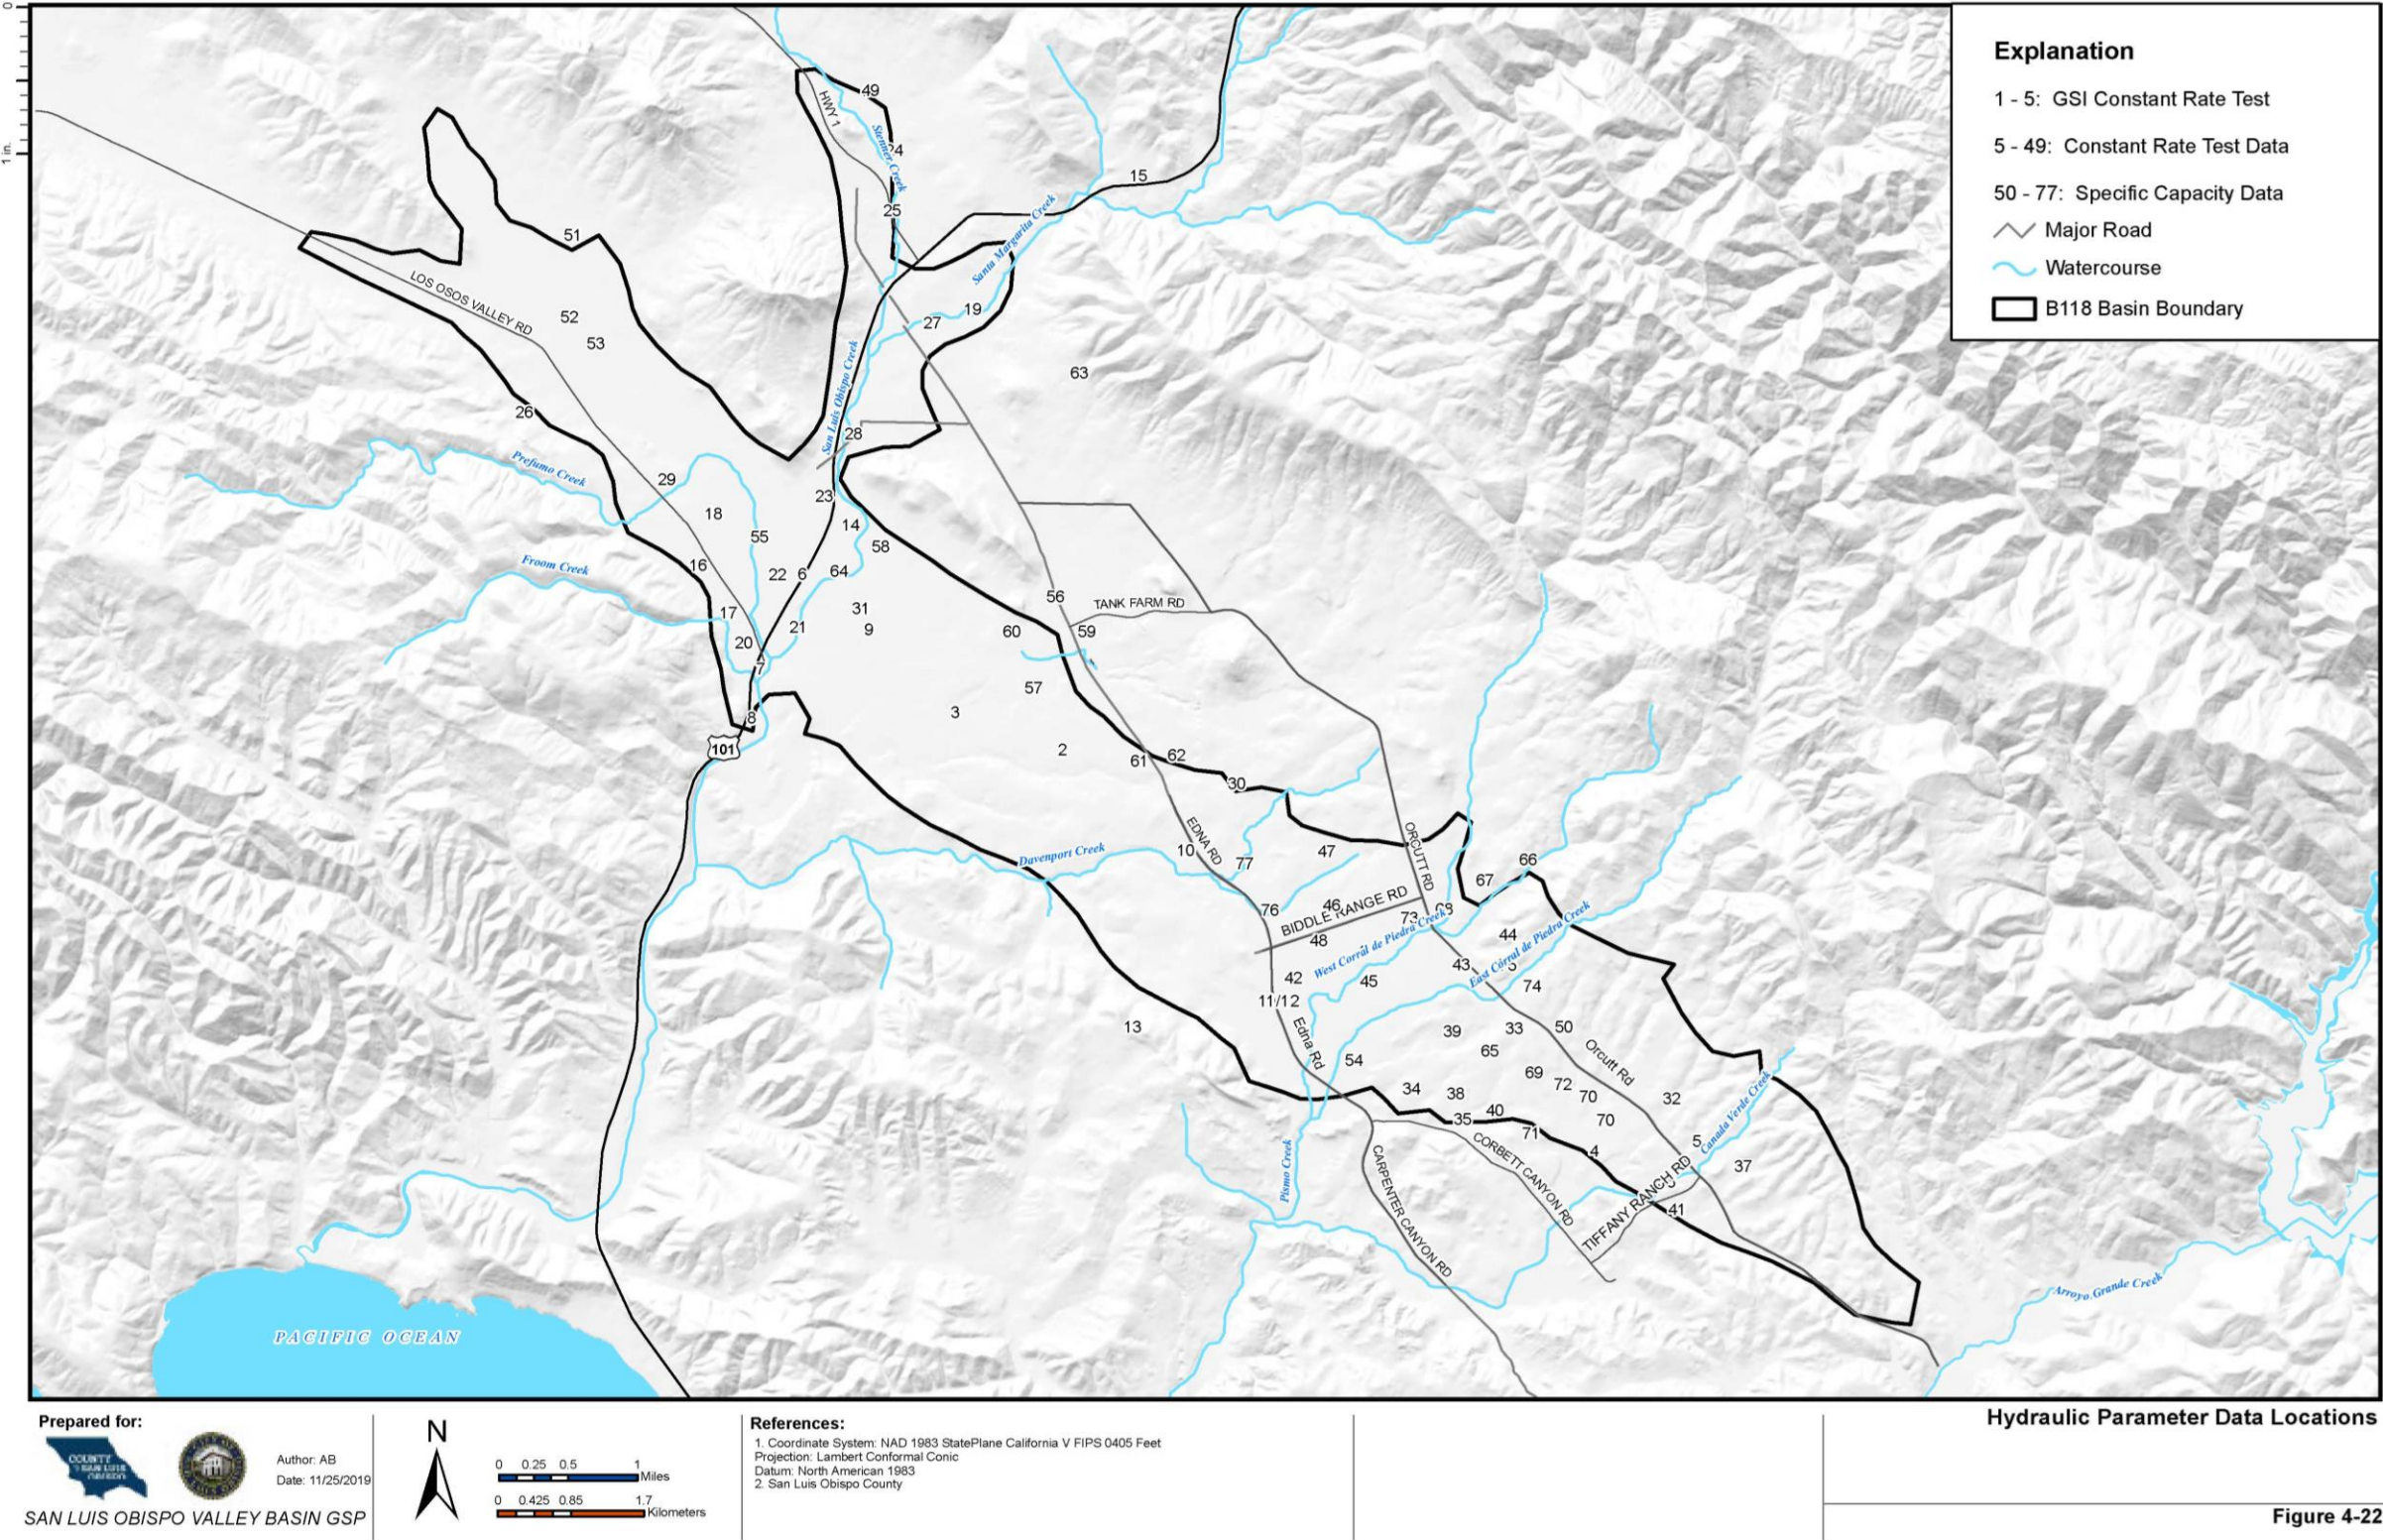 0
1 in.
Explanation
1 - 5: GSI Constant Rate Test
5 - 49: Constant Rate Test Data
50 - 77: Specific Capacity Data
Major Road
Watercourse
B118 Basin Boundary
49
HWY 1
Stenner Creek
25
15
Santa Margarita Creek
51
LOS OSOS VALLEY RD
52
53
19
27
63
San Luis Obispo Creek
26
28
Prefumo Creek
29
23
18
14
55
58
Froom Creek
16
22
6
64
56
TANK FARM RD
17
31
21
9
60
59
20
7
57
3
8
101
2
61
62
30
EDNA RD
ORCUTT RD
10
77
47
Davenport Creek
66
67
76
46
BIDDLE RANGE RD
73
48
West Corral de Piedra Creek
44
East Corral de Piedra Creek
43
42
45
74
11/12
13
Edna Rd
39
33
50
65
Orcutt Rd
54
69
72
34
38
70
32
40
35
70
71
Canada Verde Creek
5
4
37
CORBETT CANYON RD
TIFFANY RANCH RD
Pismo Creek
CARPENTER CANYON RD
41
Arroyo Grande Creek
PACIFIC OCEAN
Prepared for:
COUNTY
SAN LUIS
OBISPO
Author: AB
Date: 11/25/2019
SAN LUIS OBISPO VALLEY BASIN GSP
N
0 0.25 0.5 1
Miles
0 0.425 0.85 1.7
Kilometers
References:
1. Coordinate System: NAD 1983 StatePlane California V FIPS 0405 Feet
Projection: Lambert Conformal Conic
Datum: North American 1983
2. San Luis Obispo County
Hydraulic Parameter Data Locations
Figure 4-22